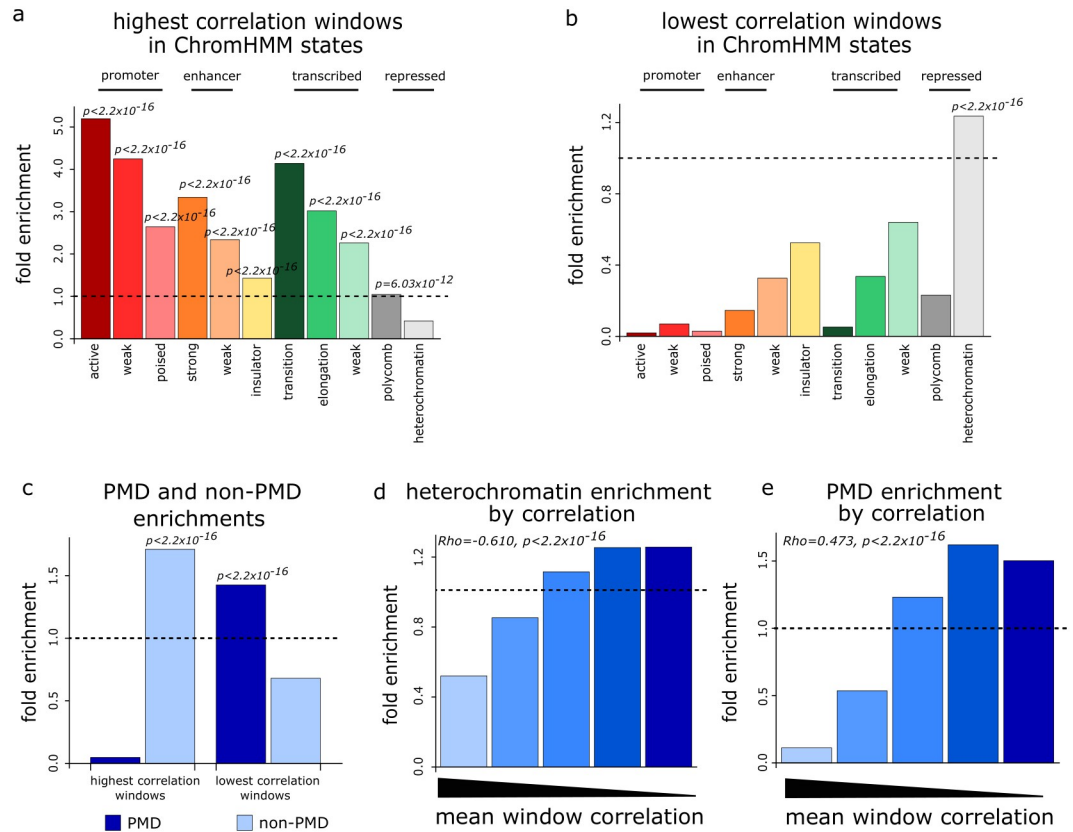 a
highest correlation windows
in ChromHMM states
promoter
enhancer
transcribed
repressed
fold enrichment
5.0
4.0
3.0
2.0
1.0
0.0
p<2.2x10^-16
p<2.2x10^-16
p<2.2x10^-16
p<2.2x10^-16
p<2.2x10^-16
p<2.2x10^-16
p<2.2x10^-16
p<2.2x10^-16
p<2.2x10^-16
p=6.03x10^-12
active
weak
poised
strong
weak
insulator
transition
elongation
weak
polycomb
heterochromatin
b
lowest correlation windows
in ChromHMM states
promoter
enhancer
transcribed
repressed
p<2.2x10^-16
fold enrichment
1.2
0.8
0.4
0.0
active
weak
poised
strong
weak
insulator
transition
elongation
weak
polycomb
heterochromatin
c
PMD and non-PMD
enrichments
p<2.2x10^-16
p<2.2x10^-16
fold enrichment
1.5
1.0
0.5
0.0
highest correlation
windows
lowest correlation
windows
PMD
non-PMD
d
heterochromatin enrichment
by correlation
Rho=-0.610, p<2.2x10^-16
fold enrichment
1.2
0.8
0.4
0.0
mean window correlation
e
PMD enrichment
by correlation
Rho=0.473, p<2.2x10^-16
fold enrichment
1.5
1.0
0.5
0.0
mean window correlation